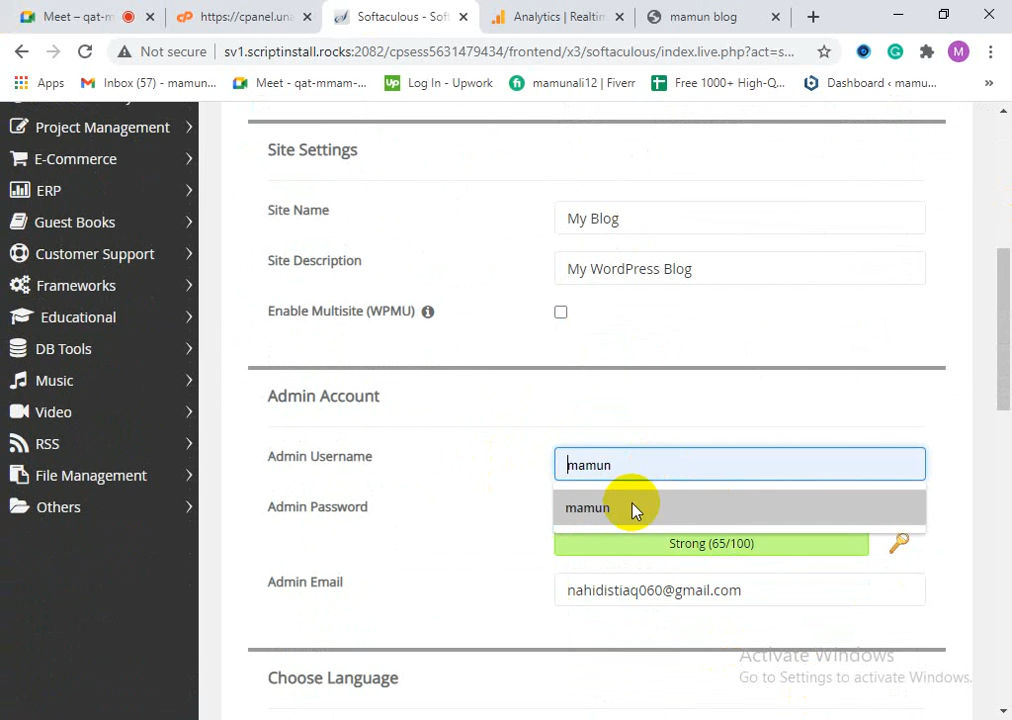 Meet – qat-m
https://cpanel.una
Softaculous - Sof
Analytics | Realtim
mamun blog
Not secure
sv1.scriptinstall.rocks:2082/cpsess5631479434/frontend/x3/softaculous/index.live.php?act=s...
M
Apps
Inbox (57) - mamun...
Meet - qat-mmam-...
Up
Log In - Upwork
mamunali12 | Fiverr
Free 1000+ High-Q...
Dashboard ‹ mamu...
»
Project Management
E-Commerce
ERP
Guest Books
Customer Support
Frameworks
Educational
DB Tools
Music
Video
RSS
File Management
Others
Site Settings
Site Name
My Blog
Site Description
My WordPress Blog
Enable Multisite (WPMU)
Admin Account
Admin Username
mamun
mamun
Admin Password
Strong (65/100)
Admin Email
nahidistiaq060@gmail.com
Choose Language
Activate Windows
Go to Settings to activate Windows.